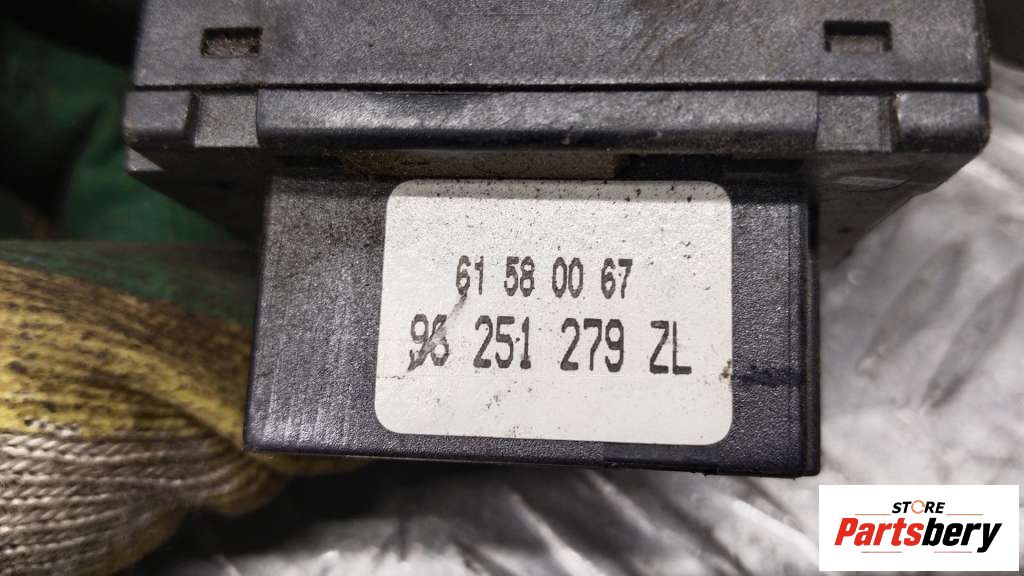 61 58 00 67
96 251 279 ZL
STORE
Partsbery